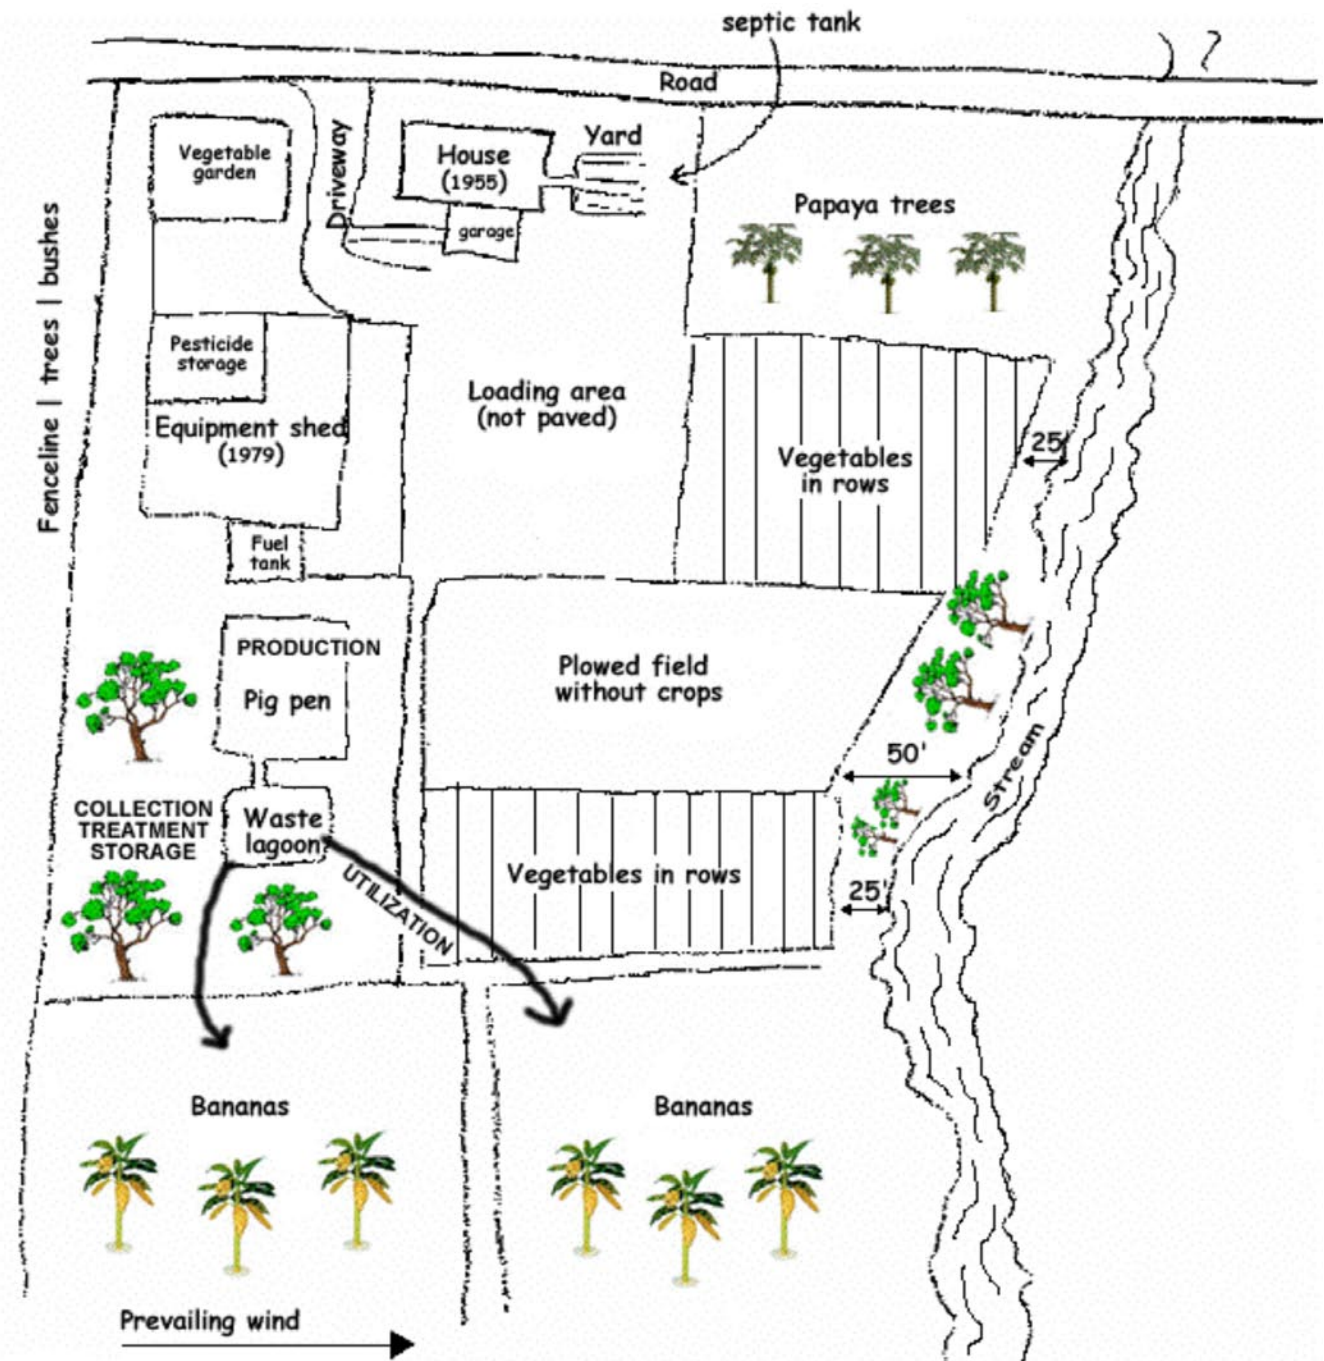 septic tank
Road
Vegetable
garden
Driveway
House
(1955)
Yard
garage
Papaya trees
Fenceline | trees | bushes
Pesticide
storage
Equipment shed
(1979)
Loading area
(not paved)
Vegetables
in rows
25'
Fuel
tank
PRODUCTION
Pig pen
Plowed field
without crops
50'
Stream
COLLECTION
TREATMENT
STORAGE
Waste
lagoon
UTILIZATION
Vegetables in rows
25'
Bananas
Bananas
Prevailing wind